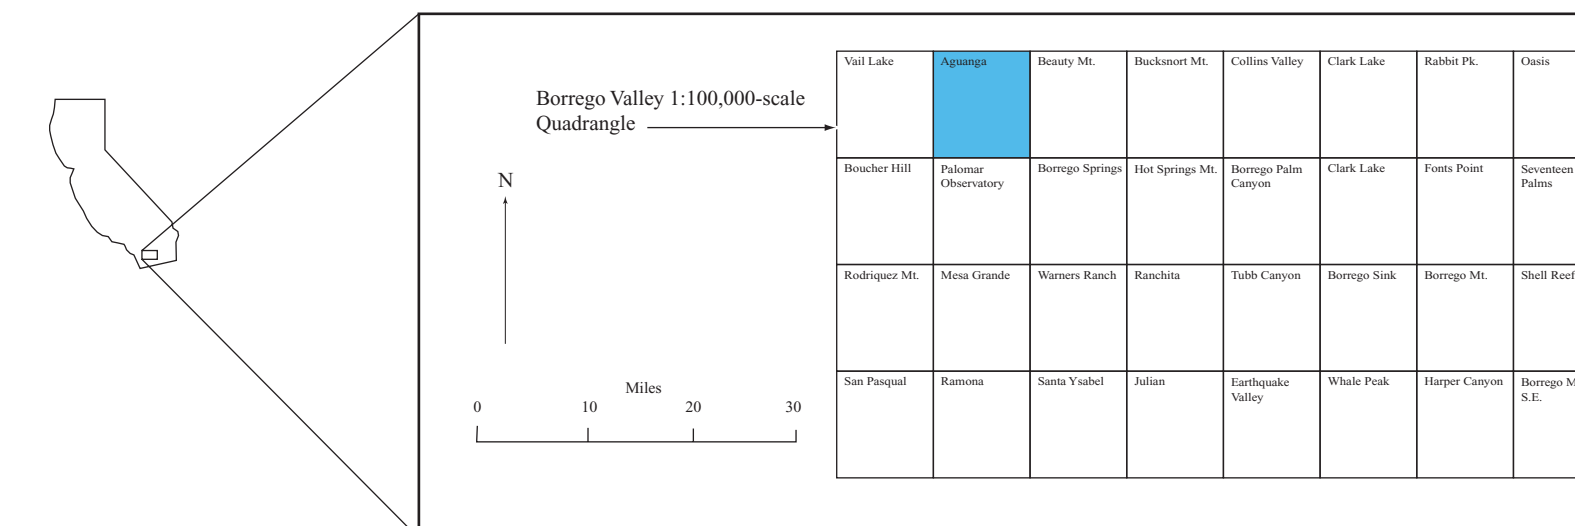 Vail Lake
Aguanga
Beauty Mt.
Bucksnort Mt.
Collins Valley
Clark Lake
Rabbit Pk.
Oasis
Borrego Valley 1:100,000-scale
Quadrangle
Boucher Hill
Palomar
Observatory
Borrego Springs
Hot Springs Mt.
Borrego Palm
Canyon
Clark Lake
Fonts Point
Seventeen
Palms
N
Rodriquez Mt.
Mesa Grande
Warners Ranch
Ranchita
Tubb Canyon
Borrego Sink
Borrego Mt.
Shell Reef
San Pasqual
Ramona
Santa Ysabel
Julian
Earthquake
Valley
Whale Peak
Harper Canyon
Borrego M
S.E.
Miles
0 10 20 30